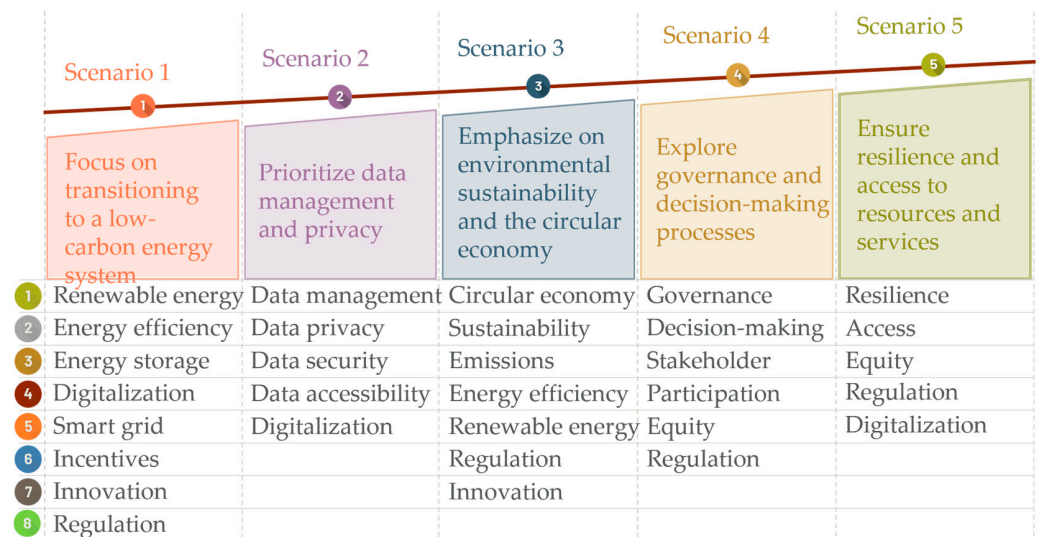 Scenario 1
Scenario 2
Scenario 3
Scenario 4
Scenario 5
1
2
3
4
5
Focus on
transitioning
to a low-
carbon energy
system
Prioritize data
management
and privacy
Emphasize on
environmental
sustainability
and the circular
economy
Explore
governance and
decision-making
processes
Ensure
resilience and
access to
resources and
services
1 Renewable energy Data management Circular economy Governance Resilience
2 Energy efficiency Data privacy Sustainability Decision-making Access
3 Energy storage Data security Emissions Stakeholder Equity
4 Digitalization Data accessibility Energy efficiency Participation Regulation
5 Smart grid Digitalization Renewable energy Equity Digitalization
6 Incentives Regulation Regulation
7 Innovation Innovation
8 Regulation